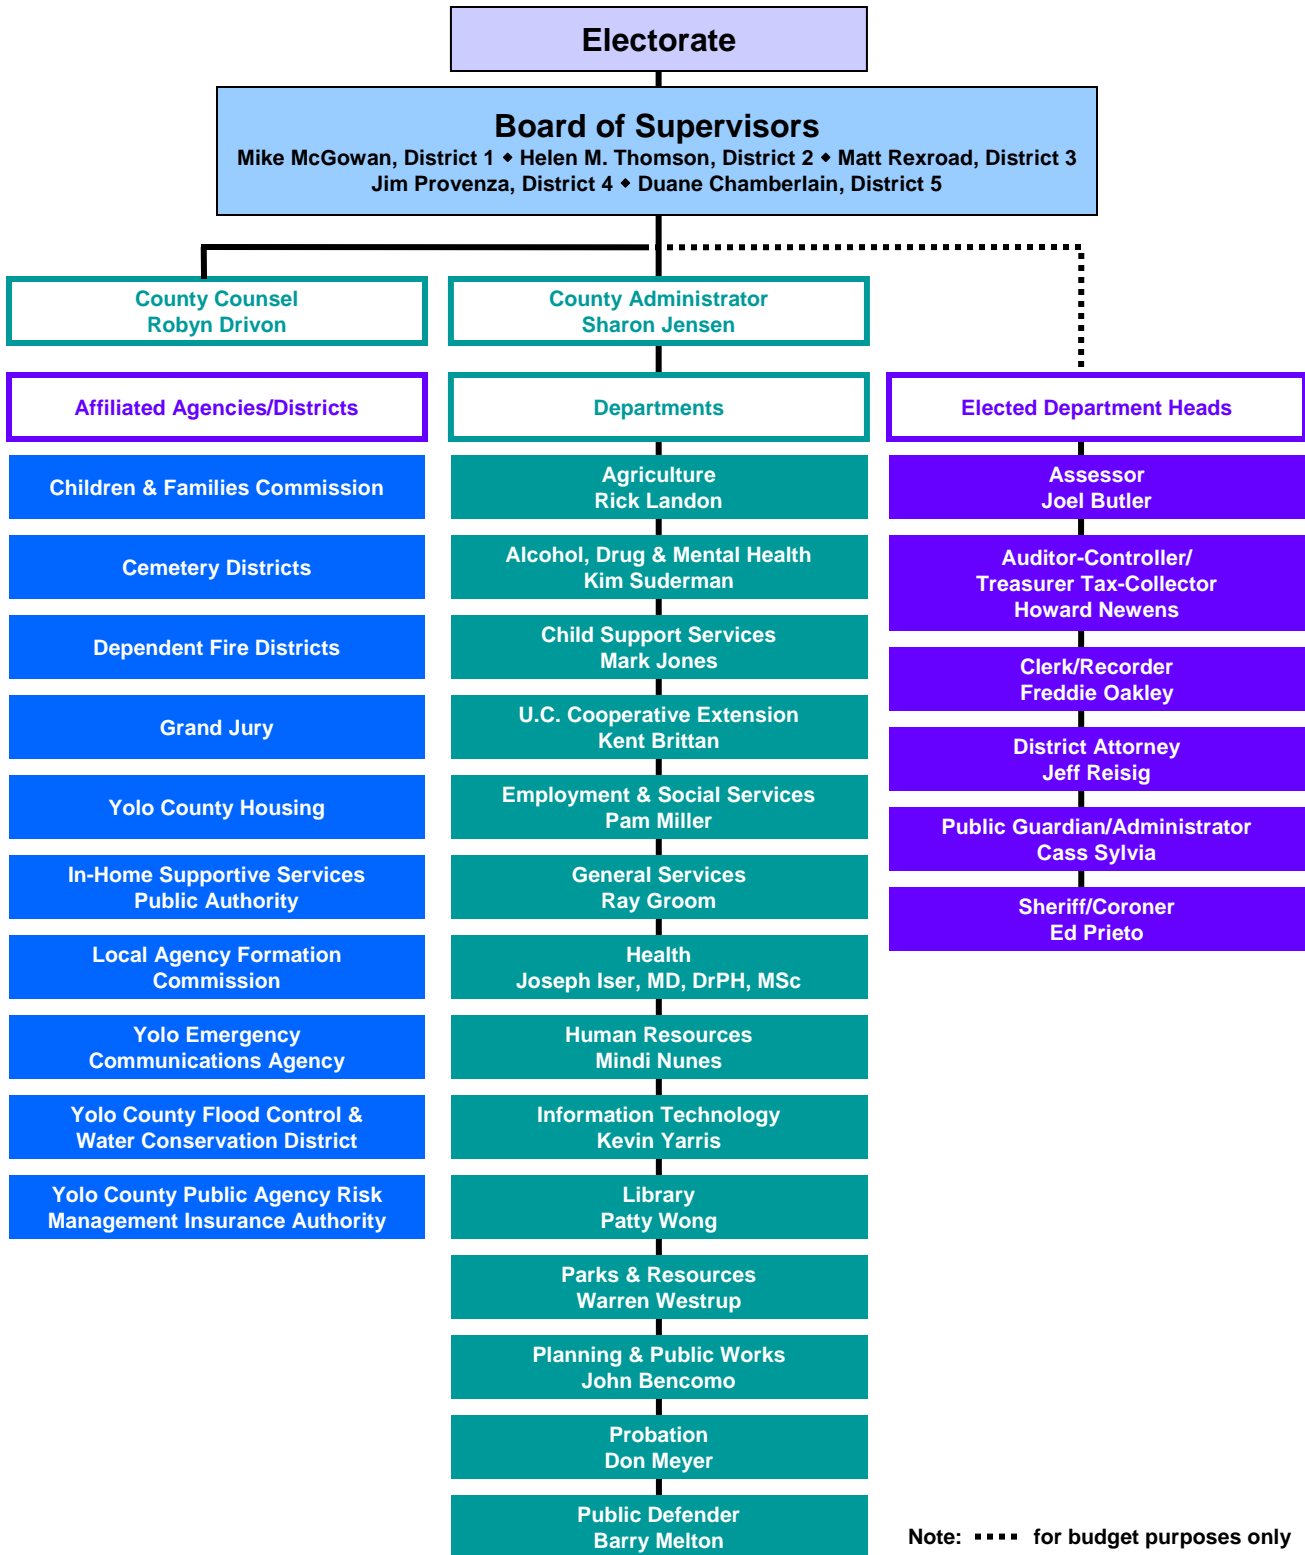 Electorate
Board of Supervisors
Mike McGowan, District 1 ◆ Helen M. Thomson, District 2 ◆ Matt Rexroad, District 3
Jim Provenza, District 4 ◆ Duane Chamberlain, District 5
County Counsel
Robyn Drivon
County Administrator
Sharon Jensen
Affiliated Agencies/Districts
Children & Families Commission
Cemetery Districts
Dependent Fire Districts
Grand Jury
Yolo County Housing
In-Home Supportive Services
Public Authority
Local Agency Formation
Commission
Yolo Emergency
Communications Agency
Yolo County Flood Control &
Water Conservation District
Yolo County Public Agency Risk
Management Insurance Authority
Departments
Agriculture
Rick Landon
Alcohol, Drug & Mental Health
Kim Suderman
Child Support Services
Mark Jones
U.C. Cooperative Extension
Kent Brittan
Employment & Social Services
Pam Miller
General Services
Ray Groom
Health
Joseph Iser, MD, DrPH, MSc
Human Resources
Mindi Nunes
Information Technology
Kevin Yarris
Library
Patty Wong
Parks & Resources
Warren Westrup
Planning & Public Works
John Bencomo
Probation
Don Meyer
Public Defender
Barry Melton
Elected Department Heads
Assessor
Joel Butler
Auditor-Controller/
Treasurer Tax-Collector
Howard Newens
Clerk/Recorder
Freddie Oakley
District Attorney
Jeff Reisig
Public Guardian/Administrator
Cass Sylvia
Sheriff/Coroner
Ed Prieto
Note: for budget purposes only